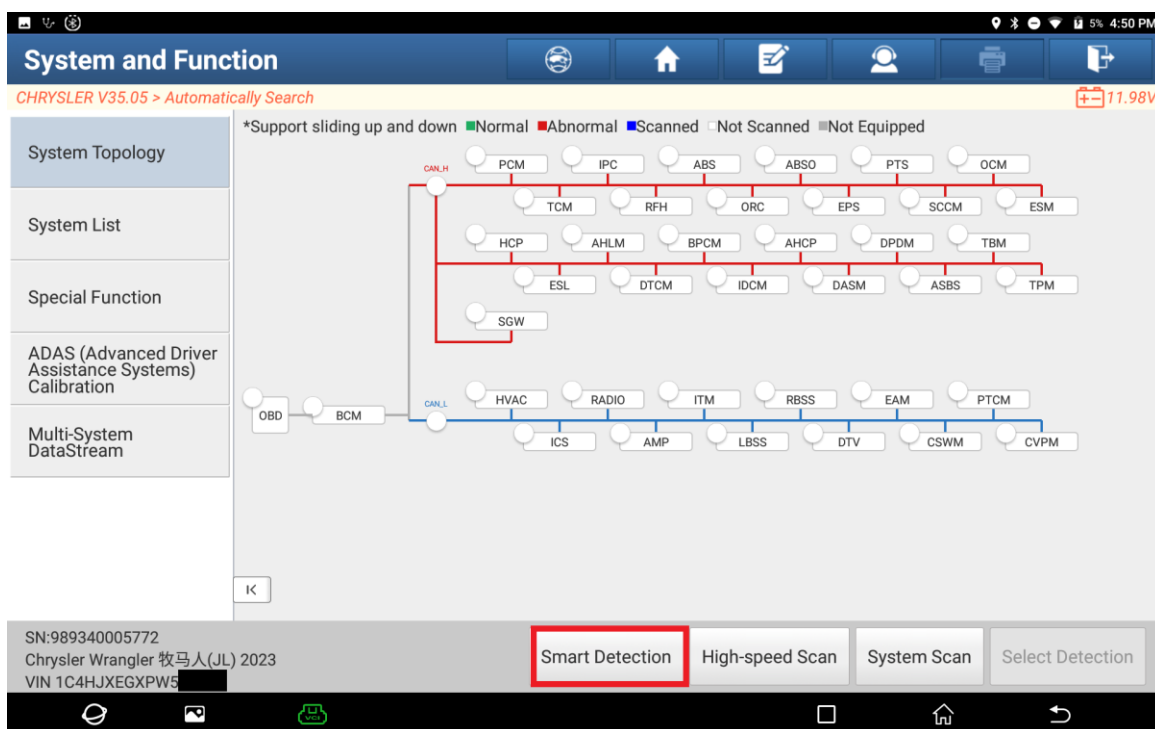 5% 4:50 PM
System and Function
CHRYSLER V35.05 > Automatically Search
11.98V
System Topology
System List
Special Function
ADAS (Advanced Driver
Assistance Systems)
Calibration
Multi-System
DataStream
*Support sliding up and down Normal Abnormal Scanned Not Scanned Not Equipped
CAN_H PCM IPC ABS ABSO PTS OCM
TCM RFH ORC EPS SCCM ESM
HCP AHLM BPCM AHCP DPDM TBM
ESL DTCM IDCM DASM ASBS TPM
SGW
OBD BCM
CAN_L HVAC RADIO ITM RBSS EAM PTCM
ICS AMP LBSS DTV CSWM CVPM
SN:989340005772
Chrysler Wrangler 牧马人(JL) 2023
VIN 1C4HJXEGXPW5
Smart Detection High-speed Scan System Scan Select Detection
VCI